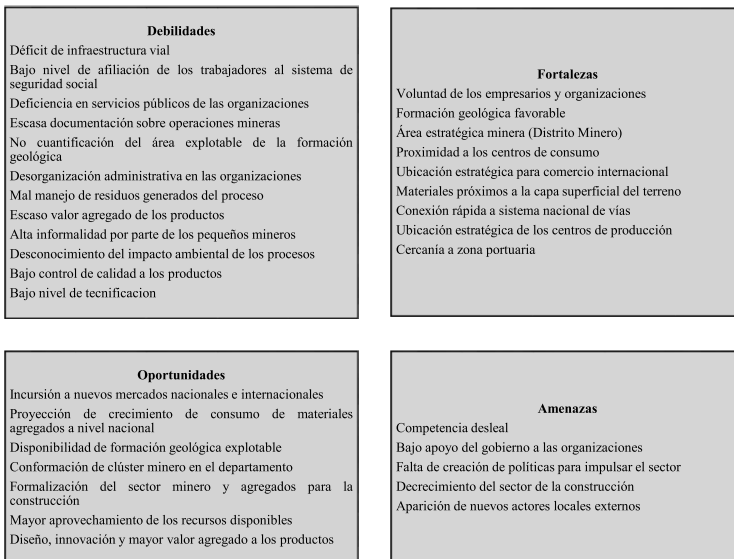 Debilidades
Déficit de infraestructura vial
Bajo nivel de afiliación de los trabajadores al sistema de
seguridad social
Deficiencia en servicios públicos de las organizaciones
Escasa documentación sobre operaciones mineras
No cuantificación del área explotable de la formación
geológica
Desorganización administrativa en las organizaciones
Mal manejo de residuos generados del proceso
Escaso valor agregado de los productos
Alta informalidad por parte de los pequeños mineros
Desconocimiento del impacto ambiental de los procesos
Bajo control de calidad a los productos
Bajo nivel de tecnificacion
Fortalezas
Voluntad de los empresarios y organizaciones
Formación geológica favorable
Área estratégica minera (Distrito Minero)
Proximidad a los centros de consumo
Ubicación estratégica para comercio internacional
Materiales próximos a la capa superficial del terreno
Conexión rápida a sistema nacional de vías
Ubicación estratégica de los centros de producción
Cercanía a zona portuaria
Oportunidades
Incursión a nuevos mercados nacionales e internacionales
Proyección de crecimiento de consumo de materiales
agregados a nivel nacional
Disponibilidad de formación geológica explotable
Conformación de clúster minero en el departamento
Formalización del sector minero y agregados para la
construcción
Mayor aprovechamiento de los recursos disponibles
Diseño, innovación y mayor valor agregado a los productos
Amenazas
Competencia desleal
Bajo apoyo del gobierno a las organizaciones
Falta de creación de políticas para impulsar el sector
Decrecimiento del sector de la construcción
Aparición de nuevos actores locales externos